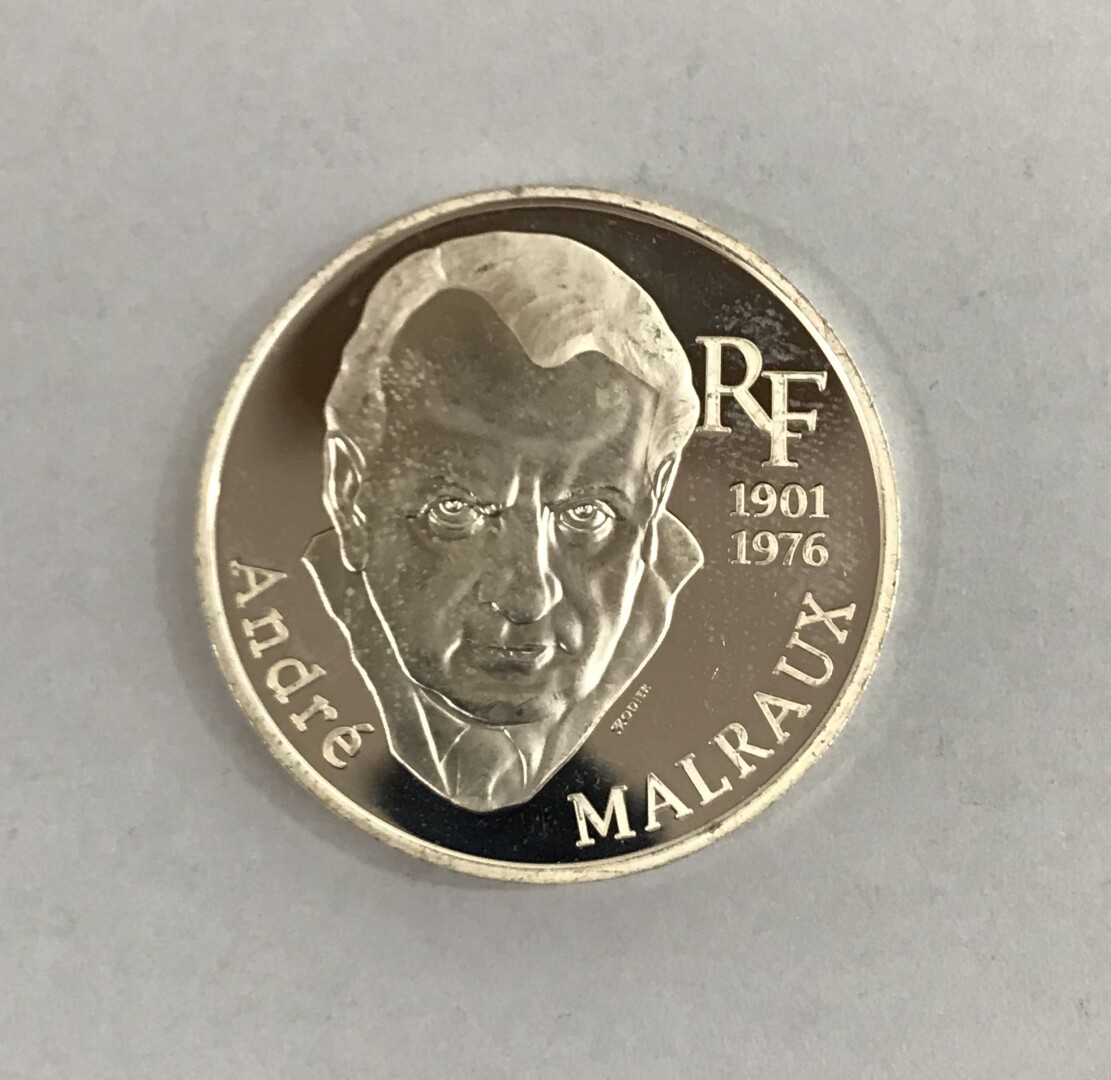 RF
1901
1976
André
MALRAUX